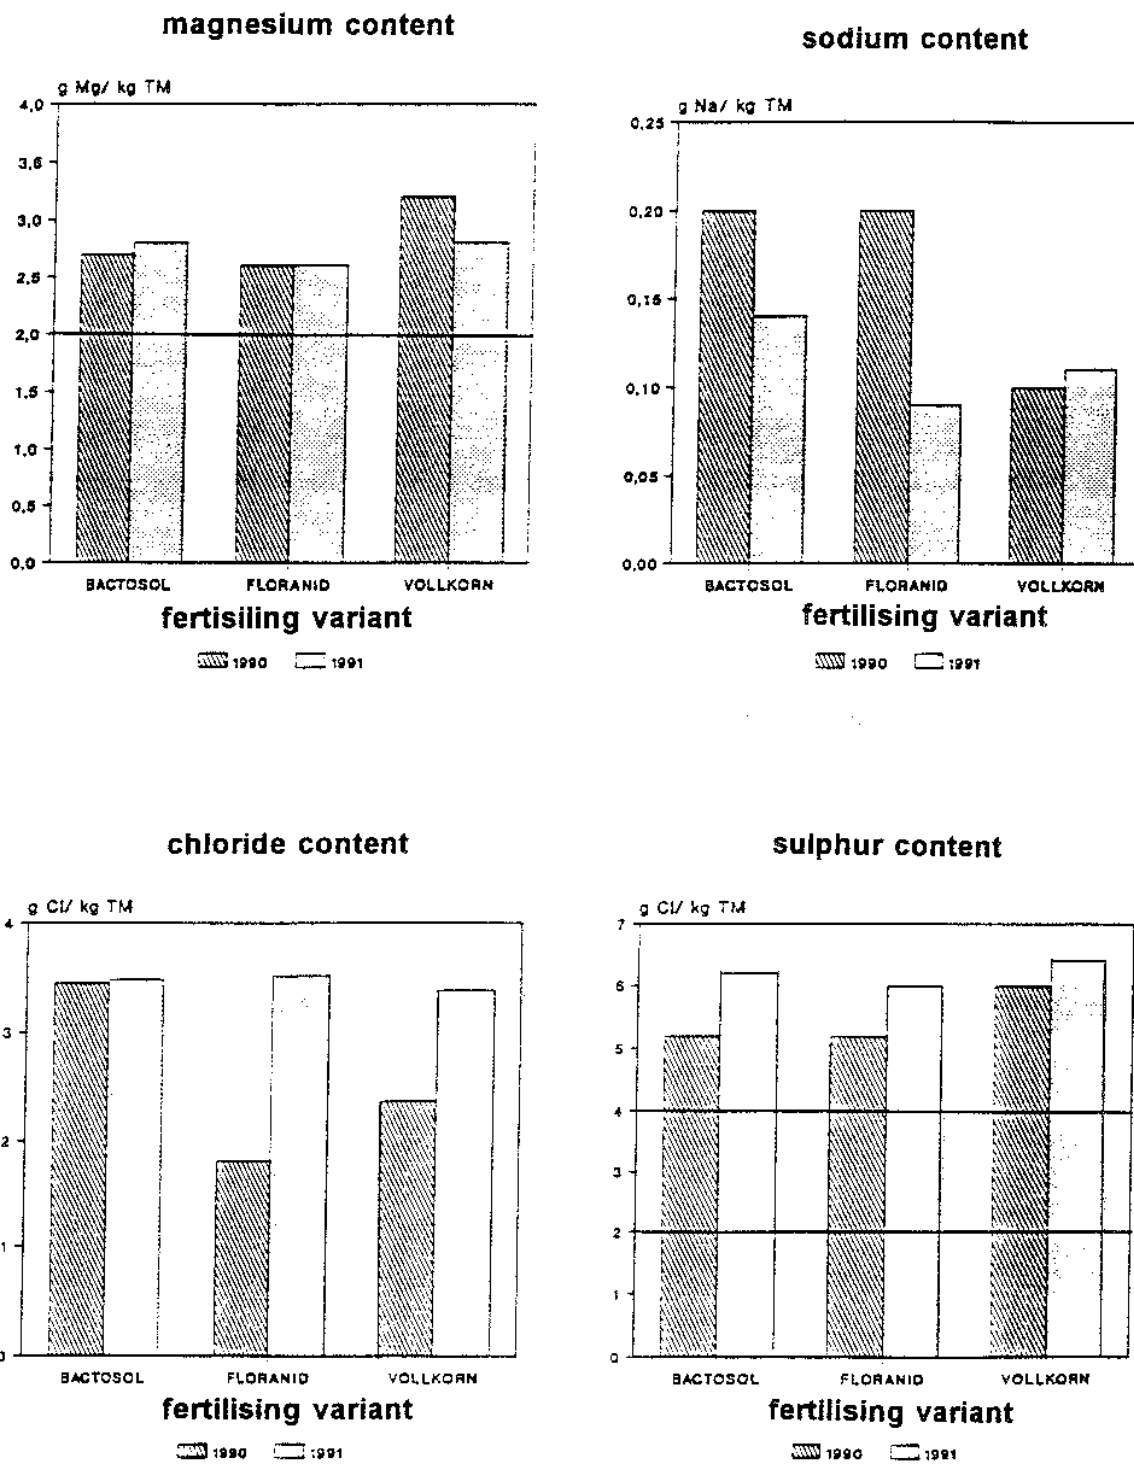 magnesium content
g Mg/ kg TM
4,0
3,5
3,0
2,5
2,0
1,5
1,0
0,5
0,0
BACTOSOL FLORANID VOLLKORN
fertisiling variant
1990 1991
sodium content
g Na/ kg TM
0,25
0,20
0,15
0,10
0,05
0,00
BACTOSOL FLORANID VOLLKORN
fertilising variant
1990 1991
chloride content
g Cl/ kg TM
4
3
2
1
0
BACTOSOL FLORANID VOLLKORN
fertilising variant
1990 1991
sulphur content
g Cl/ kg TM
7
6
5
4
3
2
1
0
BACTOSOL FLORANID VOLLKORN
fertilising variant
1990 1991